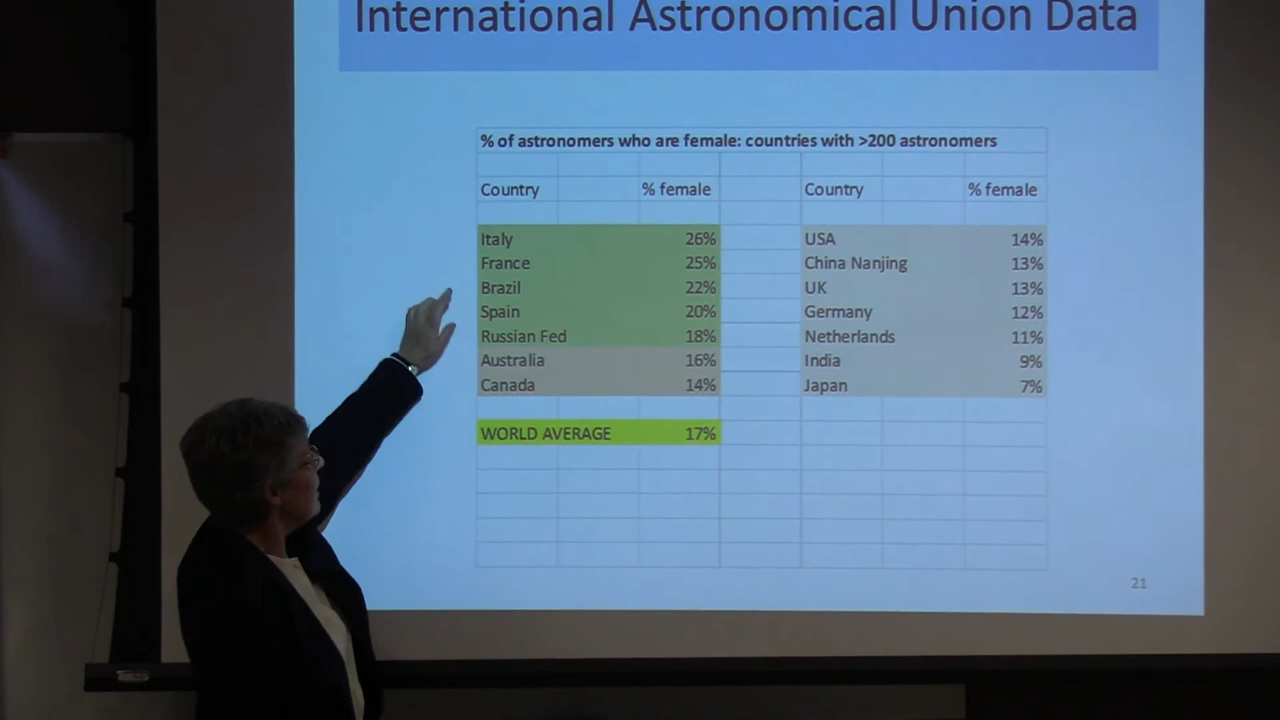 International Astronomical Union Data
% of astronomers who are female: countries with >200 astronomers
Country % female Country % female
Italy 26% USA 14%
France 25% China Nanjing 13%
Brazil 22% UK 13%
Spain 20% Germany 12%
Russian Fed 18% Netherlands 11%
Australia 16% India 9%
Canada 14% Japan 7%
WORLD AVERAGE 17%
21